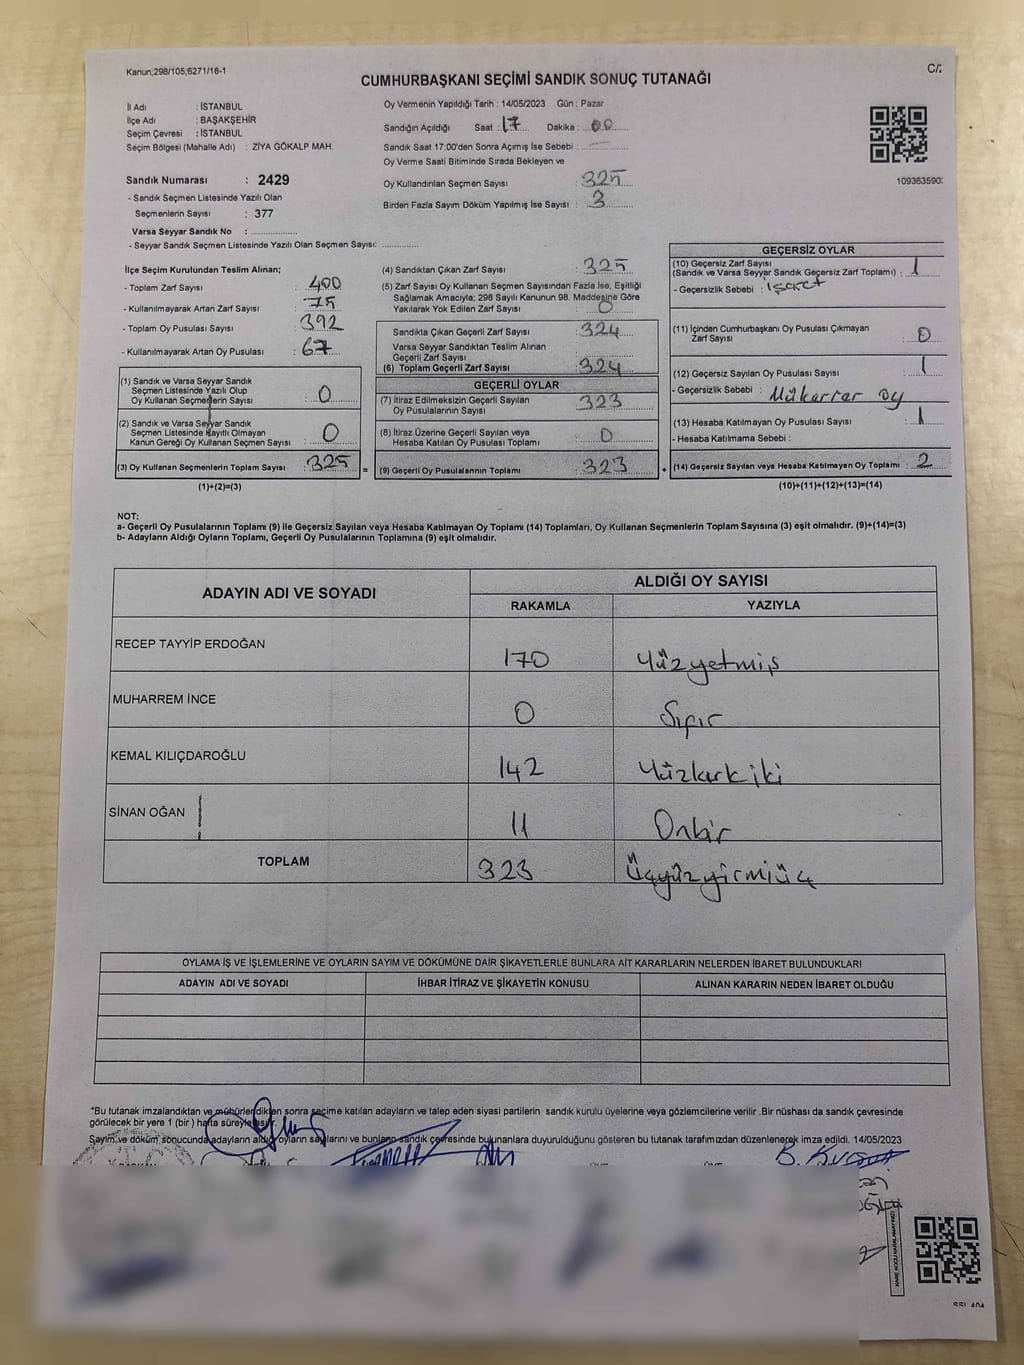 Kanun;298/105;6271/16-1
C/:
CUMHURBAŞKANI SEÇİMİ SANDIK SONUÇ TUTANAĞI
İl Adı : İSTANBUL
İlçe Adı : BAŞAKŞEHİR
Seçim Çevresi : İSTANBUL
Seçim Bölgesi (Mahalle Adı) : ZİYA GÖKALP MAH.
Oy Vermenin Yapıldığı Tarih : 14/05/2023 Gün : Pazar
Sandığın Açıldığı Saat : 17 Dakika : 00
Sandık Saat 17:00'den Sonra Açımış İse Sebebi :
Oy Verme Saati Bitiminde Sırada Bekleyen ve
Oy Kullandırılan Seçmen Sayısı : 325
Birden Fazla Sayım Döküm Yapılmış İse Sayısı : 3
109363590:
Sandık Numarası : 2429
- Sandık Seçmen Listesinde Yazılı Olan
Seçmenlerin Sayısı : 377
Varsa Seyyar Sandık No : ..............
- Seyyar Sandık Seçmen Listesinde Yazılı Olan Seçmen Sayısı: ............
İlçe Seçim Kurulundan Teslim Alınan;
- Toplam Zarf Sayısı : 400
- Kullanılmayarak Artan Zarf Sayısı : 75
- Toplam Oy Pusulası Sayısı : 392
- Kullanılmayarak Artan Oy Pusulası : 67
(1) Sandık ve Varsa Seyyar Sandık
Seçmen Listesinde Yazılı Olup
Oy Kullanan Seçmenlerin Sayısı : 0
(2) Sandık ve Varsa Seyyar Sandık
Seçmen Listesinde Kayıtlı Olmayan
Kanun Gereği Oy Kullanan Seçmen Sayısı : 0
(3) Oy Kullanan Seçmenlerin Toplam Sayısı : 325 =
(1)+(2)=(3)
(4) Sandıktan Çıkan Zarf Sayısı : 325
(5) Zarf Sayısı Oy Kullanan Seçmen Sayısından Fazla İse, Eşitliği
Sağlamak Amacıyla; 298 Sayılı Kanunun 98. Maddesine Göre
Yakılarak Yok Edilen Zarf Sayısı : 0
Sandıkta Çıkan Geçerli Zarf Sayısı : 324
Varsa Seyyar Sandıktan Teslim Alınan
Geçerli Zarf Sayısı :
(6) Toplam Geçerli Zarf Sayısı : 324
GEÇERLİ OYLAR
(7) İtiraz Edilmeksizin Geçerli Sayılan
Oy Pusulalarının Sayısı : 323
(8) İtiraz Üzerine Geçerli Sayılan veya
Hesaba Katılan Oy Pusulası Toplamı : 0
(9) Geçerli Oy Pusulalarının Toplamı : 323 +
GEÇERSİZ OYLAR
(10) Geçersiz Zarf Sayısı
(Sandık ve Varsa Seyyar Sandık Geçersiz Zarf Toplamı) : 1
- Geçersizlik Sebebi : işaret
(11) İçinden Cumhurbaşkanı Oy Pusulası Çıkmayan
Zarf Sayısı : 0
(12) Geçersiz Sayılan Oy Pusulası Sayısı : 1
- Geçersizlik Sebebi : Mükerrer oy
(13) Hesaba Katılmayan Oy Pusulası Sayısı : 1
- Hesaba Katılmama Sebebi :
(14) Geçersiz Sayılan veya Hesaba Katılmayan Oy Toplamı : 2
(10)+(11)+(12)+(13)=(14)
NOT:
a- Geçerli Oy Pusulalarının Toplamı (9) ile Geçersiz Sayılan veya Hesaba Katılmayan Oy Toplamı (14) Toplamları, Oy Kullanan Seçmenlerin Toplam Sayısına (3) eşit olmalıdır. (9)+(14)=(3)
b- Adayların Aldığı Oyların Toplamı, Geçerli Oy Pusulalarının Toplamına (9) eşit olmalıdır.
ADAYIN ADI VE SOYADI ALDIĞI OY SAYISI
RAKAMLA YAZIYLA
RECEP TAYYİP ERDOĞAN 170 Yüzyetmiş
MUHARREM İNCE 0 Sıfır
KEMAL KILIÇDAROĞLU 142 Yüzkırkiki
SİNAN OĞAN 11 Onbir
TOPLAM 323 Üçyüzyirmiüç
OYLAMA İŞ VE İŞLEMLERİNE VE OYLARIN SAYIM VE DÖKÜMÜNE DAİR ŞİKAYETLERLE BUNLARA AİT KARARLARIN NELERDEN İBARET BULUNDUKLARI
ADAYIN ADI VE SOYADI İHBAR İTİRAZ VE ŞİKAYETİN KONUSU ALINAN KARARIN NEDEN İBARET OLDUĞU
*Bu tutanak imzalandıktan ve mühürlendikten sonra seçime katılan adayların ve talep eden siyasi partilerin sandık kurulu üyelerine veya gözlemcilerine verilir .Bir nüshası da sandık çevresinde
görülecek bir yere 1 (bir ) hafta süreyle asılır.
Sayım ve döküm sonucunda adayların aldığı oyların sayılarını ve bunların sandık çevresinde bulunanlara duyurulduğunu gösteren bu tutanak tarafımızdan düzenlenerek imza edildi. 14/05/2023